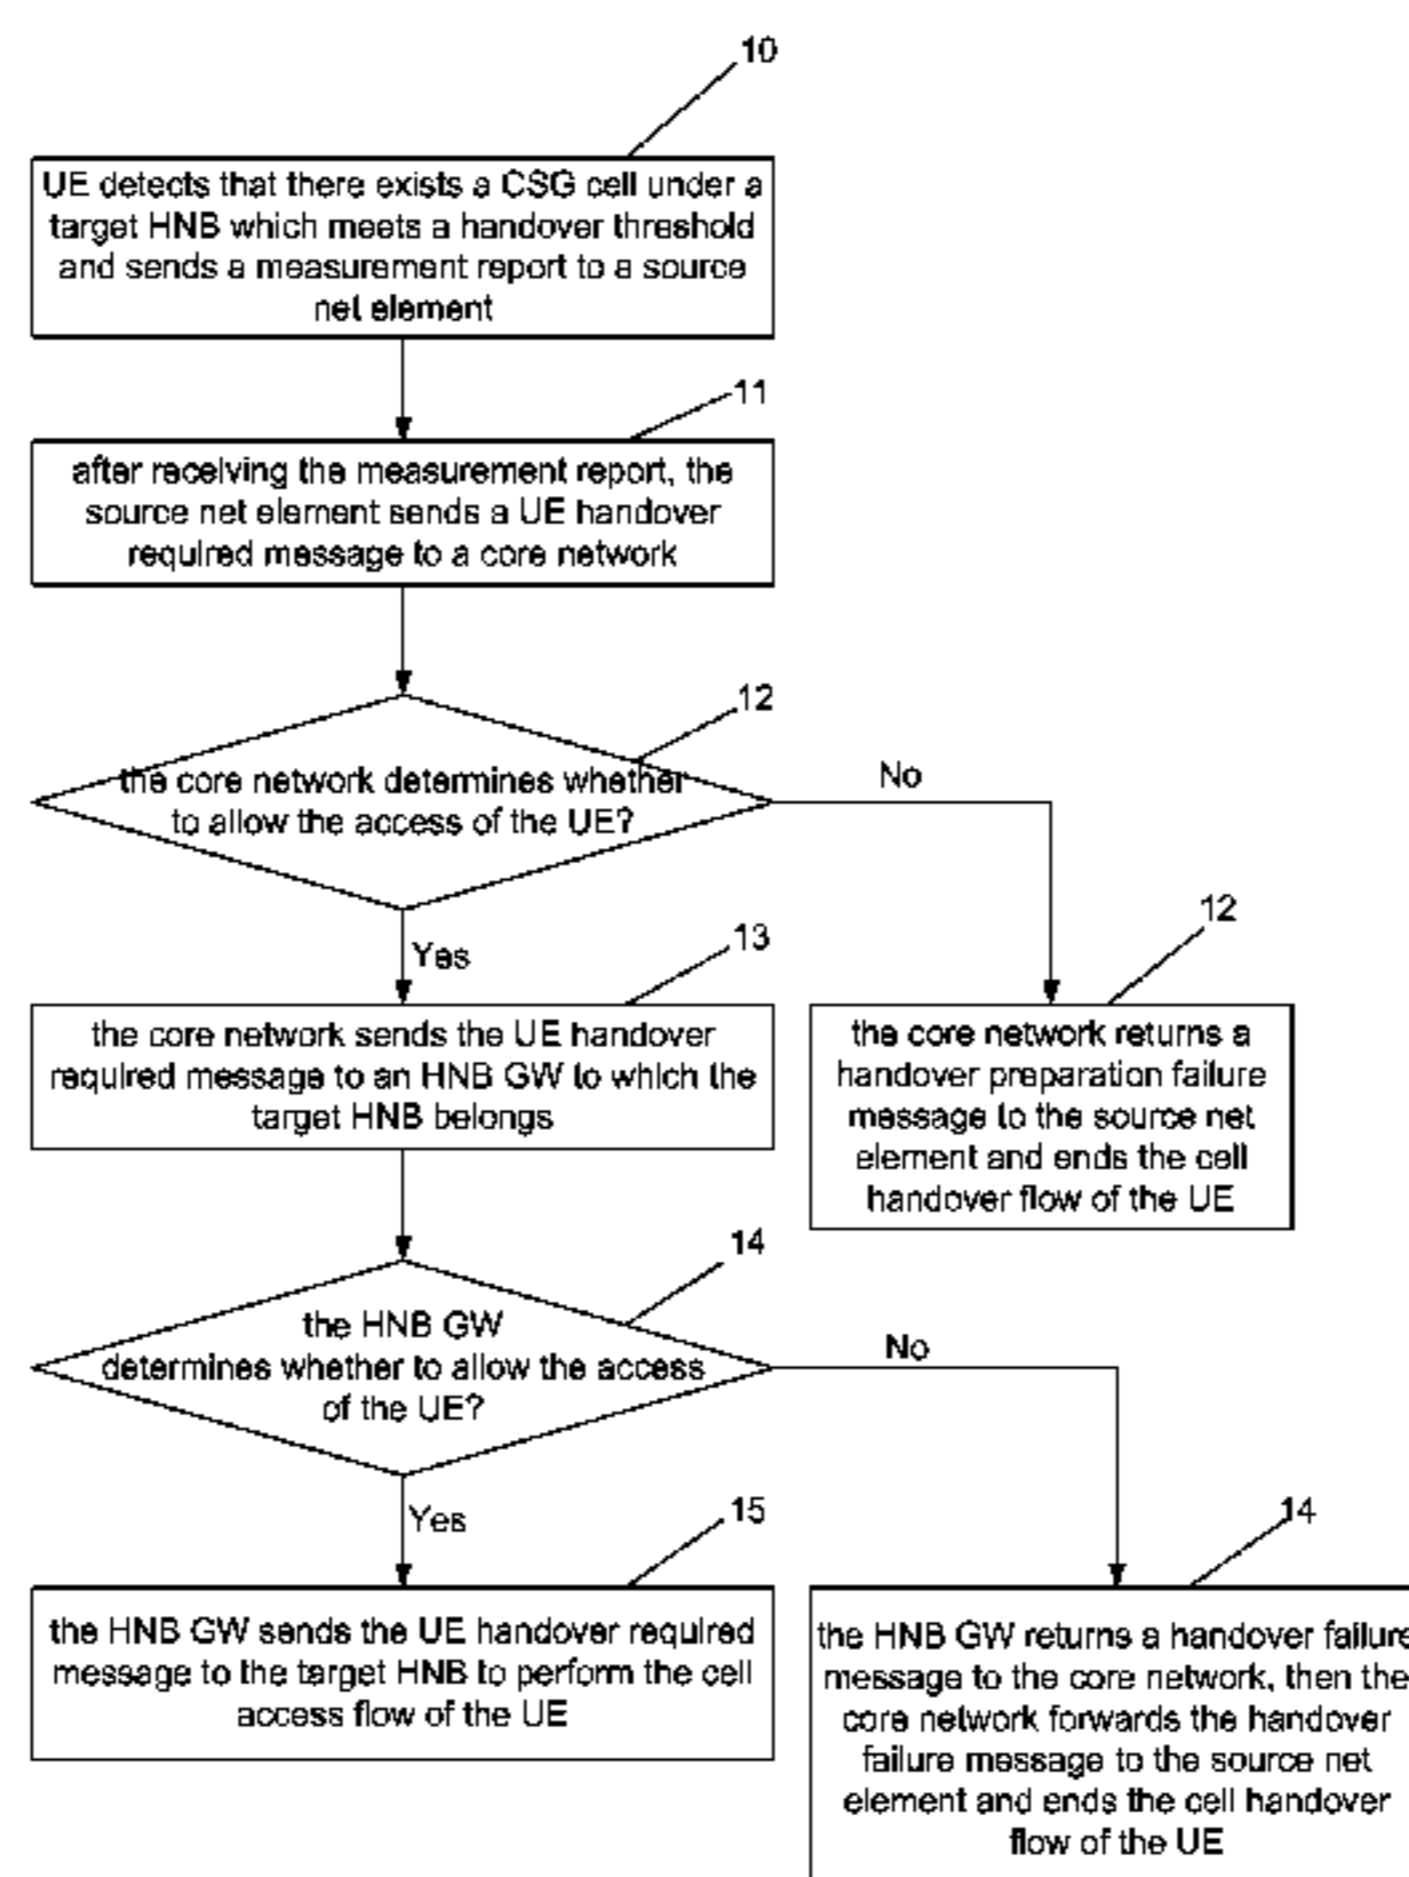 10
UE detects that there exists a CSG cell under a
target HNB which meets a handover threshold
and sends a measurement report to a source
net element
11
after receiving the measurement report, the
source net element sends a UE handover
required message to a core network
12
the core network determines whether
to allow the access of the UE?
No
Yes
13
12
the core network sends the UE handover
required message to an HNB GW to which the
target HNB belongs
the core network returns a
handover preparation failure
message to the source net
element and ends the cell
handover flow of the UE
14
the HNB GW
determines whether to allow the access
of the UE?
No
Yes
15
14
the HNB GW sends the UE handover required
message to the target HNB to perform the cell
access flow of the UE
the HNB GW returns a handover failure
message to the core network, then the
core network forwards the handover
failure message to the source net
element and ends the cell handover
flow of the UE